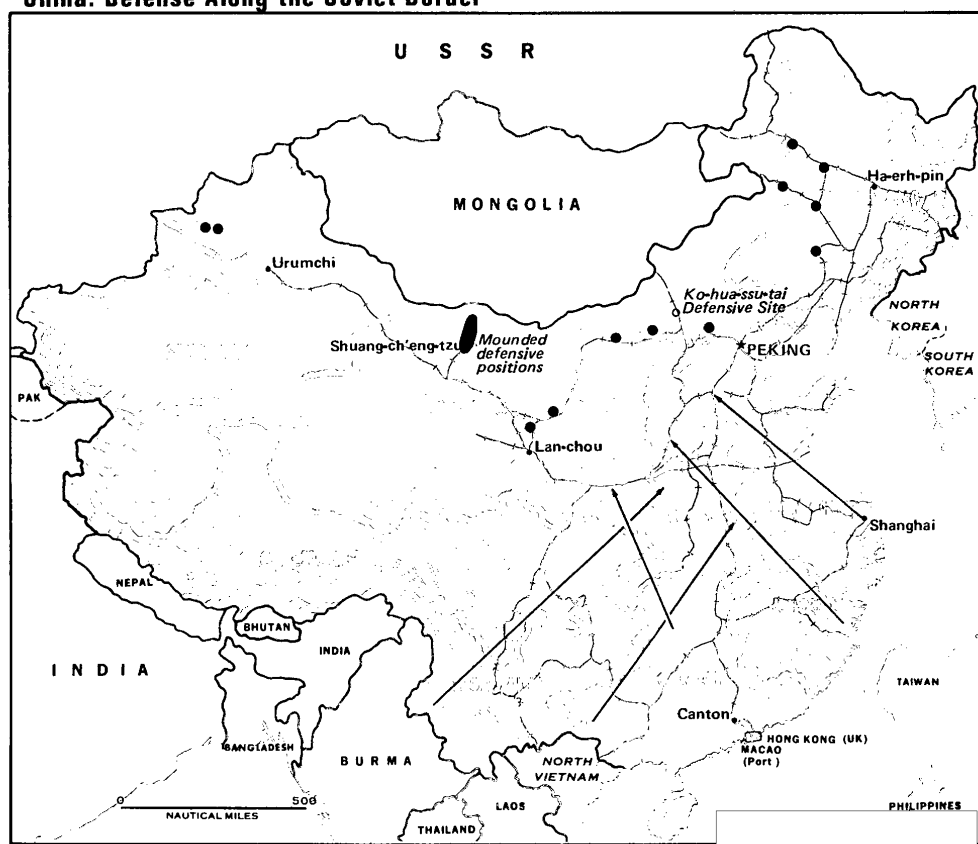 China: Defense Along the Soviet Border
U S S R
MONGOLIA
Ha-erh-pin
Urumchi
Ko-hua-ssu-tai
Defensive Site
NORTH
KOREA
SOUTH
KOREA
Shuang-ch'eng-tzu
Mounded
defensive
positions
PEKING
PAK
Lan-chou
Shanghai
NEPAL
BHUTAN
INDIA
INDIA
TAIWAN
Canton
HONG KONG (UK)
MACAO
(Port)
BANGLADESH
BURMA
NORTH
VIETNAM
0 500
NAUTICAL MILES
LAOS
THAILAND
PHILIPPINES